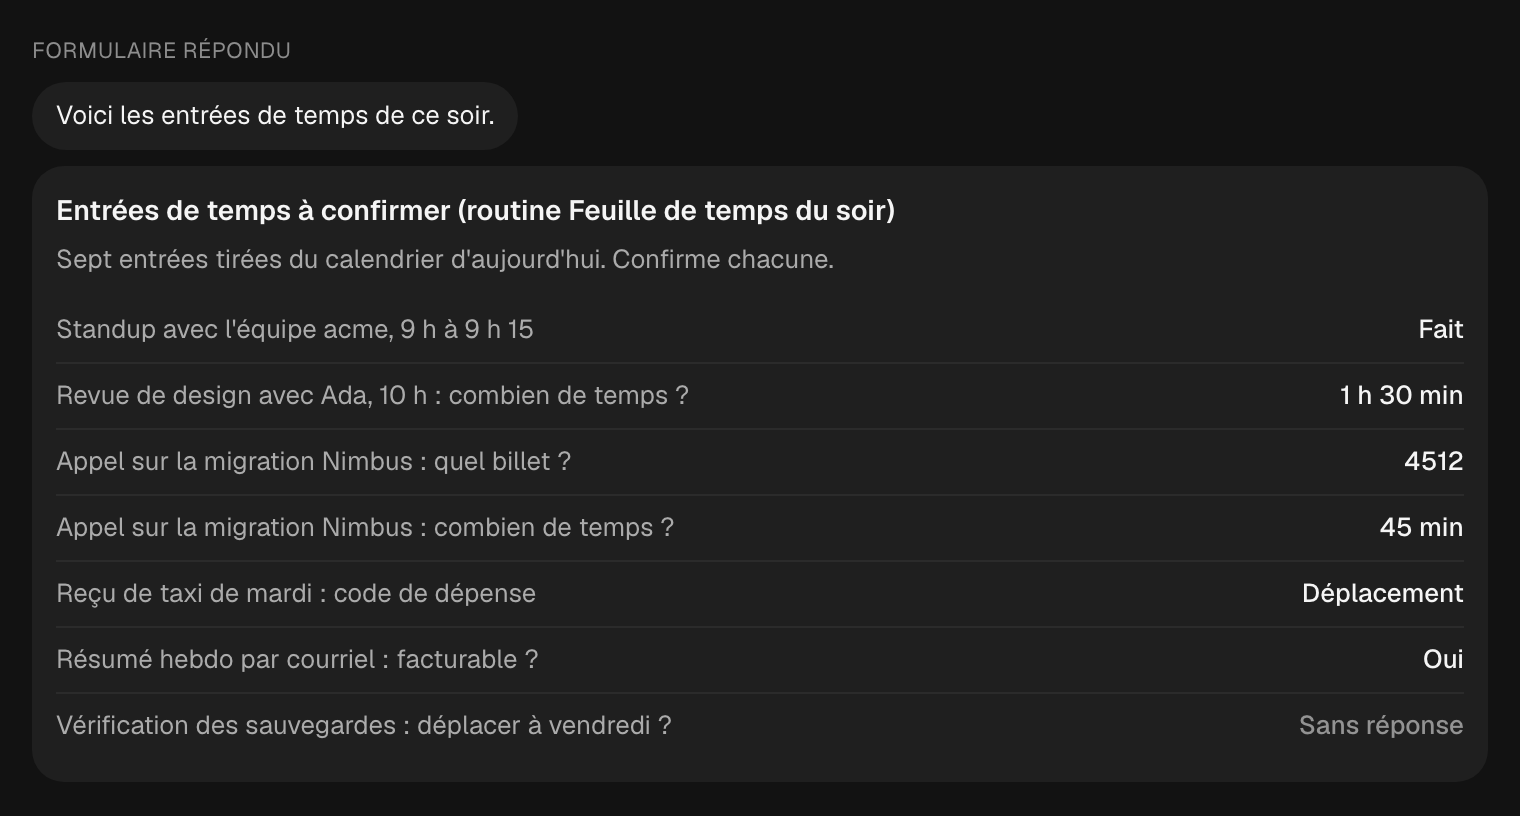 FORMULAIRE RÉPONDU
Voici les entrées de temps de ce soir.
Entrées de temps à confirmer (routine Feuille de temps du soir)
Sept entrées tirées du calendrier d'aujourd'hui. Confirme chacune.
Standup avec l'équipe acme, 9 h à 9 h 15 Fait
Revue de design avec Ada, 10 h : combien de temps ? 1 h 30 min
Appel sur la migration Nimbus : quel billet ? 4512
Appel sur la migration Nimbus : combien de temps ? 45 min
Reçu de taxi de mardi : code de dépense Déplacement
Résumé hebdo par courriel : facturable ? Oui
Vérification des sauvegardes : déplacer à vendredi ? Sans réponse